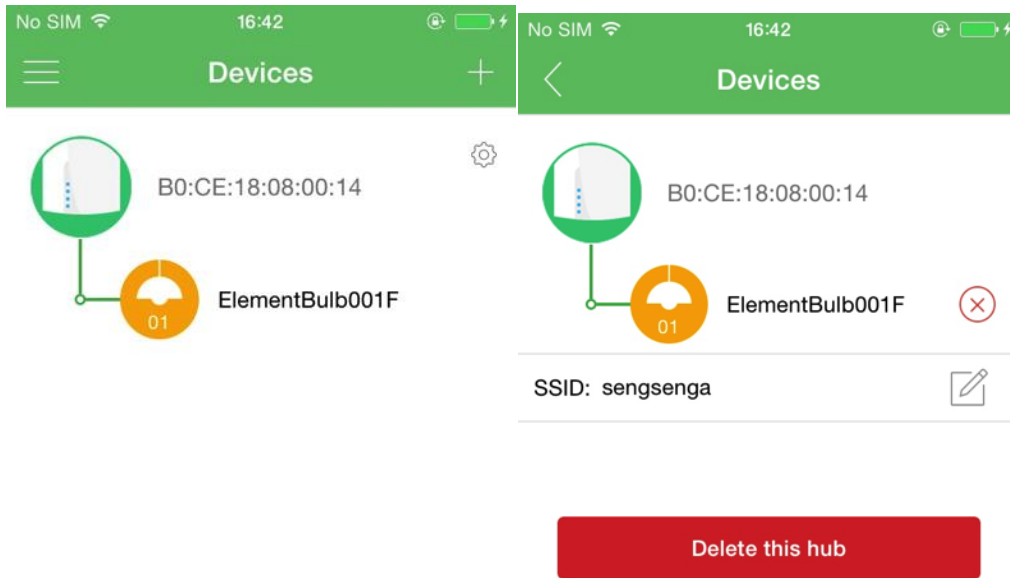 No SIM 16:42
Devices
B0:CE:18:08:00:14
ElementBulb001F
01
No SIM 16:42
Devices
B0:CE:18:08:00:14
ElementBulb001F
01
SSID: sengsenga
Delete this hub